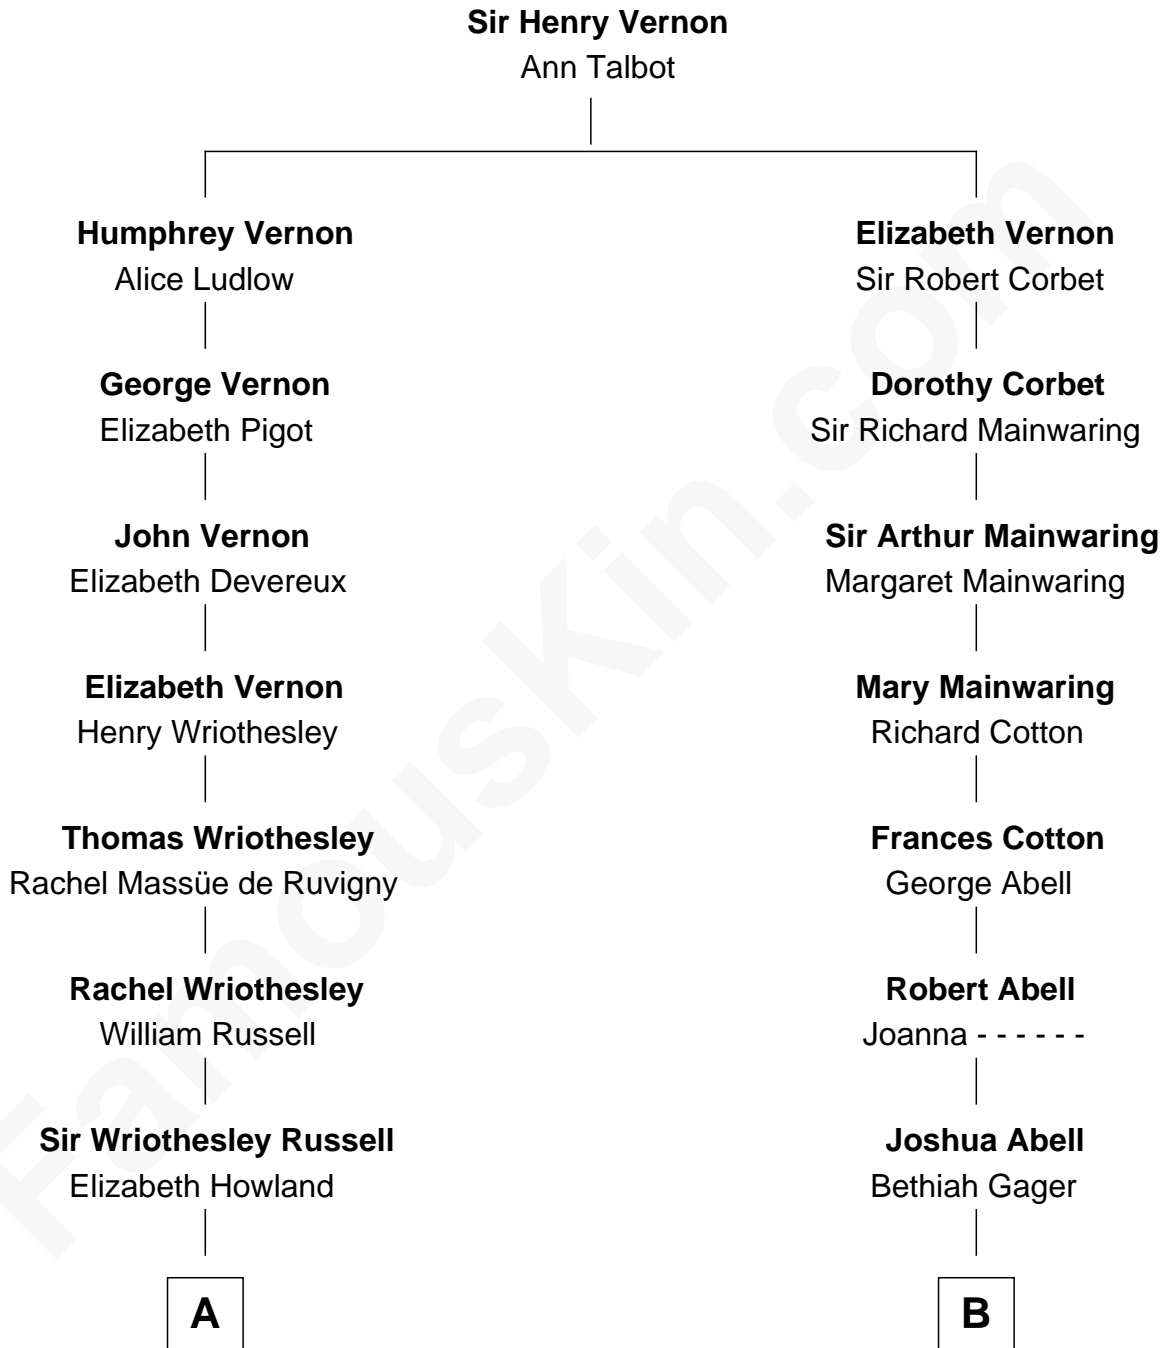 Sir Henry Vernon
Ann Talbot
Humphrey Vernon
Alice Ludlow
Elizabeth Vernon
Sir Robert Corbet
George Vernon
Elizabeth Pigot
Dorothy Corbet
Sir Richard Mainwaring
John Vernon
Elizabeth Devereux
Sir Arthur Mainwaring
Margaret Mainwaring
Elizabeth Vernon
Henry Wriothesley
Mary Mainwaring
Richard Cotton
Thomas Wriothesley
Rachel Massüe de Ruvigny
Frances Cotton
George Abell
Rachel Wriothesley
William Russell
Robert Abell
Joanna - - - - - -
Sir Wriothesley Russell
Elizabeth Howland
Joshua Abell
Bethiah Gager
A
B
FamousKin.com